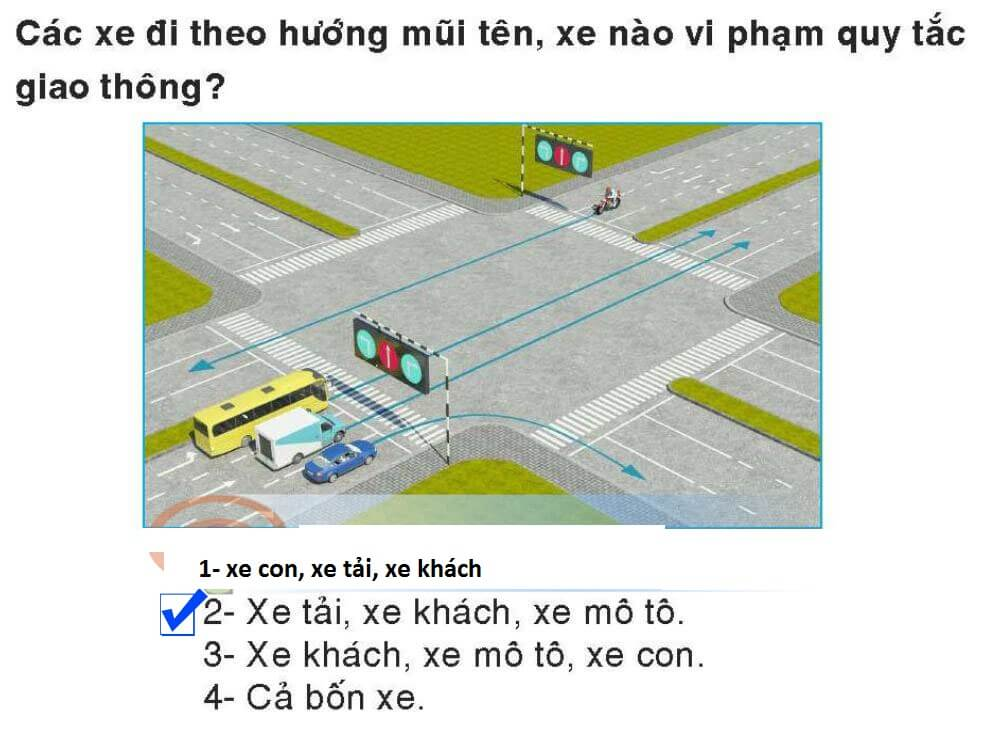 Các xe đi theo hướng mũi tên, xe nào vi phạm quy tắc
giao thông?
1- xe con, xe tải, xe khách
2- Xe tải, xe khách, xe mô tô.
3- Xe khách, xe mô tô, xe con.
4- Cả bốn xe.